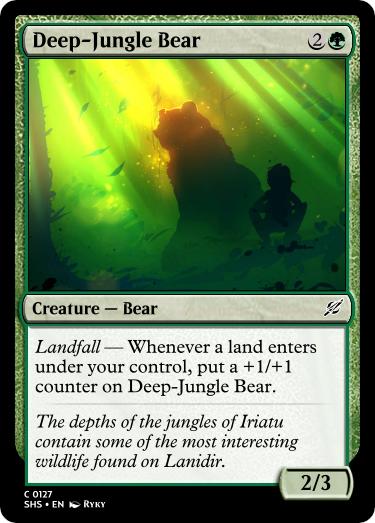 Deep-Jungle Bear 2
Creature — Bear
Landfall — Whenever a land enters
under your control, put a +1/+1
counter on Deep-Jungle Bear.
The depths of the jungles of Iriatu
contain some of the most interesting
wildlife found on Lanidir.
2/3
C 0127
SHS • EN Ryky